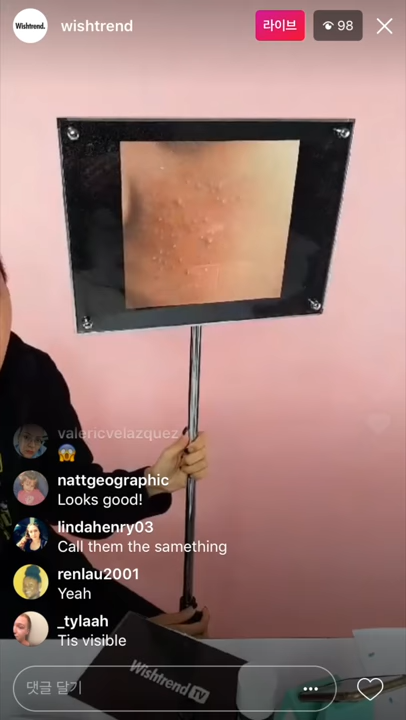 Wishtrend.
wishtrend
라이브
98
valericvelazquez
😱
nattgeographic
Looks good!
lindahenry03
Call them the samething
renlau2001
Yeah
_tylaah
Tis visible
Wishtrend TV
댓글 달기